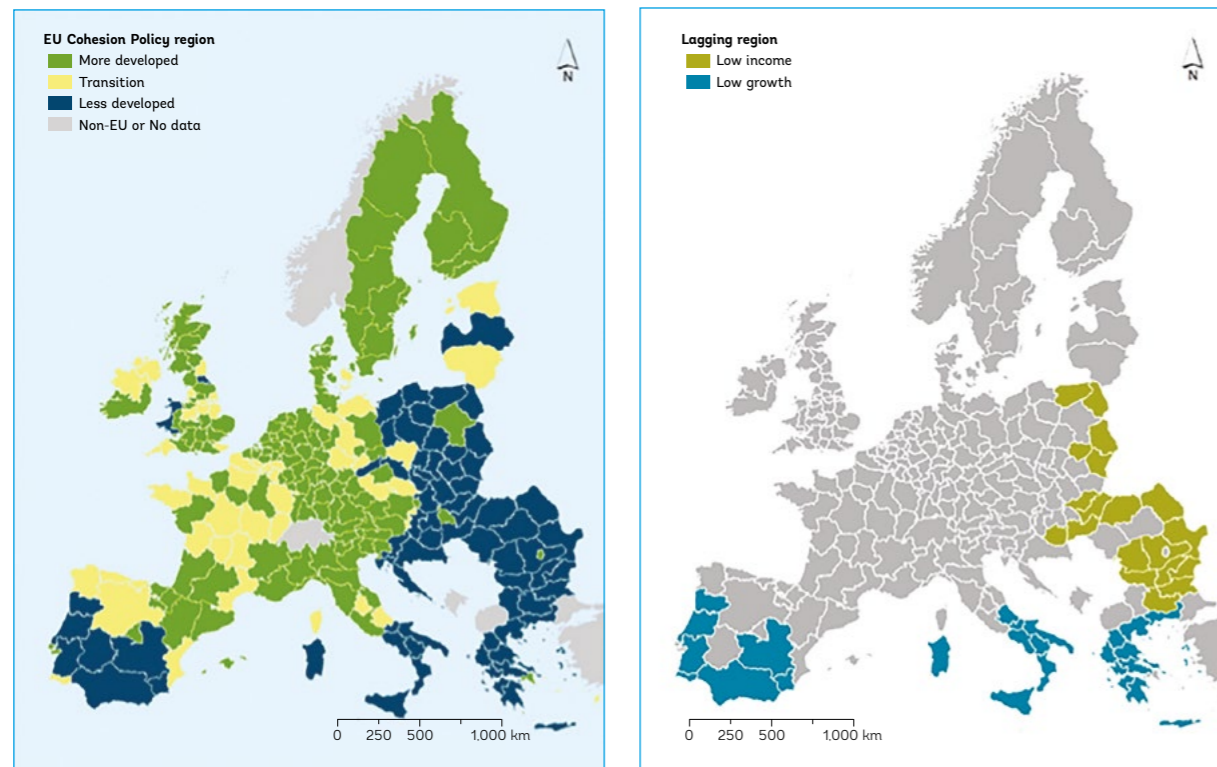 EU Cohesion Policy region
More developed
Transition
Less developed
Non-EU or No data
N
0 250 500 1,000 km
Lagging region
Low income
Low growth
N
0 250 500 1,000 km